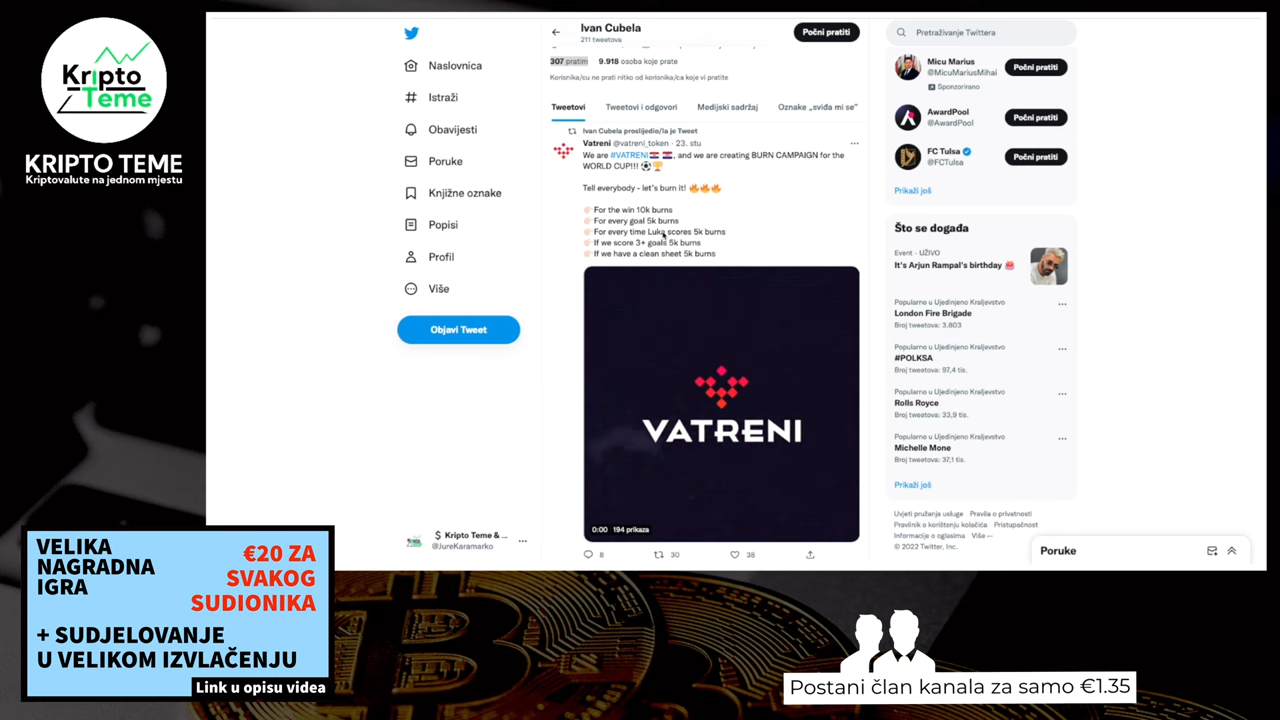 Kripto
Teme
KRIPTO TEME
Kriptovalute na jednom mjestu
Naslovnica
Istraži
Obavijesti
Poruke
Knjižne oznake
Popisi
Profil
Više
Objavi Tweet
Kripto Teme & ...
@JureKaramarko
Ivan Cubela
211 tweetova
Počni pratiti
307 pratim 9.918 osoba koje prate
Korisnika/cu ne prati nitko od korisnika/ca koje vi pratite
Tweetovi
Tweetovi i odgovori
Medijski sadržaj
Oznake „sviđa mi se”
Ivan Cubela proslijedio/la je Tweet
Vatreni @vatreni_token · 23. stu
We are #VATRENI🇭🇷 🇭🇷, and we are creating BURN CAMPAIGN for the
WORLD CUP!!! ⚽🏆
Tell everybody - let's burn it! 🔥🔥🔥
👉🏻For the win 10k burns
👉🏻For every goal 5k burns
👉🏻For every time Luka scores 5k burns
👉🏻If we score 3+ goals 5k burns
👉🏻If we have a clean sheet 5k burns
VATRENI
0:00 194 prikaza
8
30
38
Pretraživanje Twittera
Micu Marius
@MicuMariusMihai
Počni pratiti
Sponzorirano
AwardPool
@AwardPool
Počni pratiti
FC Tulsa
@FCTulsa
Počni pratiti
Prikaži još
Što se događa
Event · UŽIVO
It's Arjun Rampal's birthday 🎂
Popularno u Ujedinjeno Kraljevstvo
London Fire Brigade
Broj tweetova: 3.803
Popularno u Ujedinjeno Kraljevstvo
#POLKSA
Broj tweetova: 97,4 tis.
Popularno u Ujedinjeno Kraljevstvo
Rolls Royce
Broj tweetova: 33,9 tis.
Popularno u Ujedinjeno Kraljevstvo
Michelle Mone
Broj tweetova: 37,1 tis.
Prikaži još
Uvjeti pružanja usluge Pravila o privatnosti
Pravilnik o korištenju kolačića Pristupačnost
Informacije o oglasima Više ···
© 2022 Twitter, Inc.
Poruke
VELIKA
NAGRADNA
IGRA
€20 ZA
SVAKOG
SUDIONIKA
+ SUDJELOVANJE
U VELIKOM IZVLAČENJU
Link u opisu videa
Postani član kanala za samo €1.35